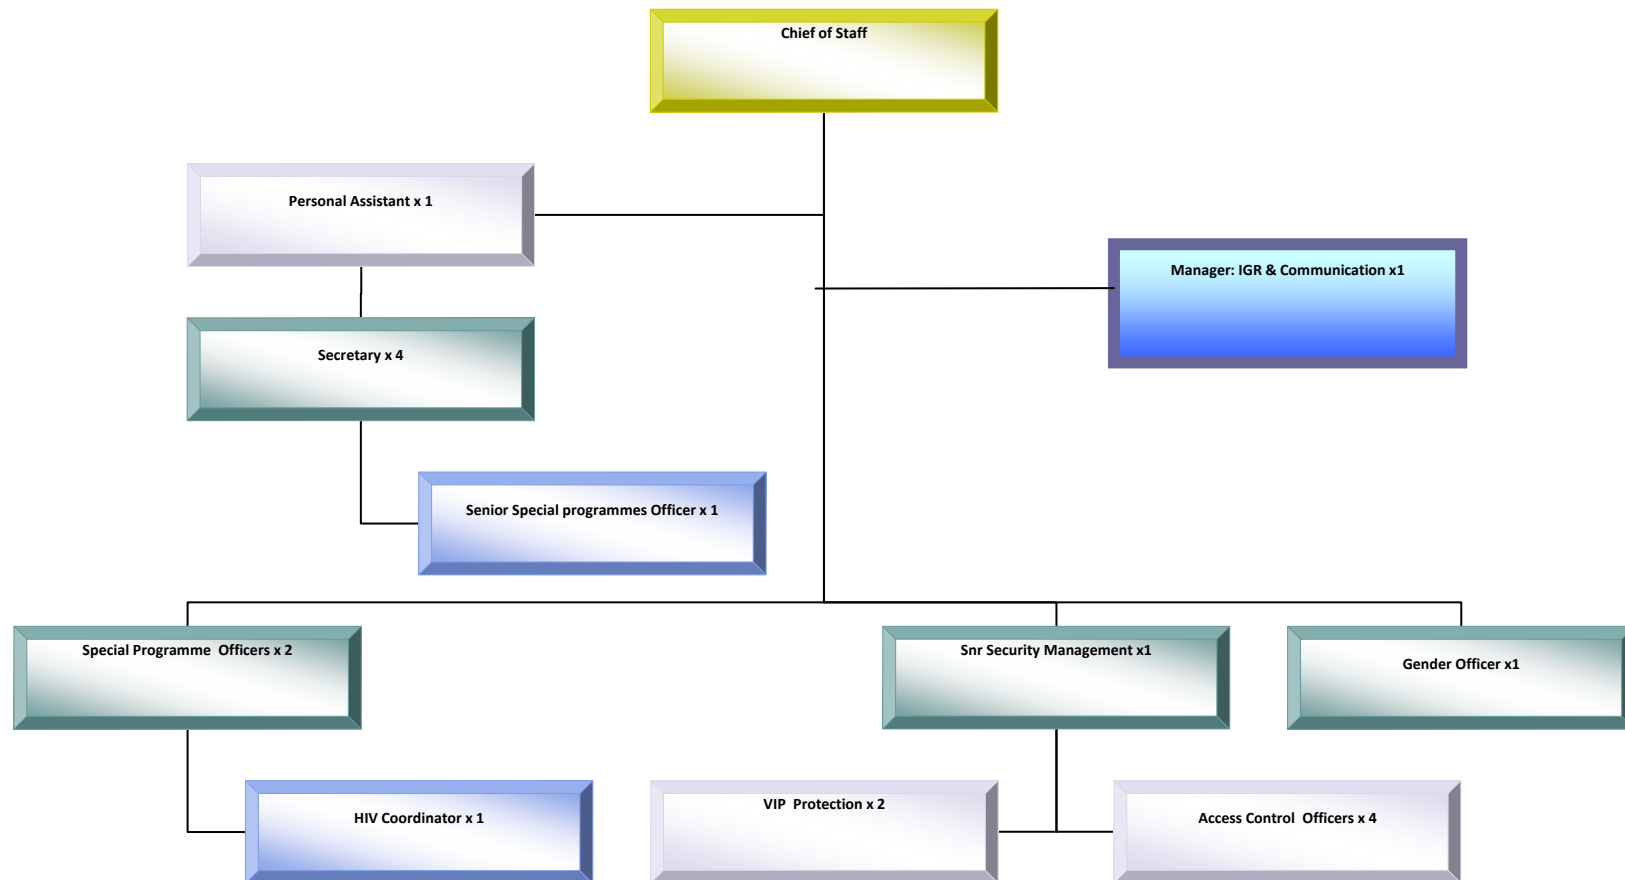 Chief of Staff
Personal Assistant x 1
Manager: IGR & Communication x1
Secretary x 4
Senior Special programmes Officer x 1
Special Programme  Officers x 2
Snr Security Management x1
Gender Officer x1
HIV Coordinator x 1
VIP  Protection x 2
Access Control  Officers x 4